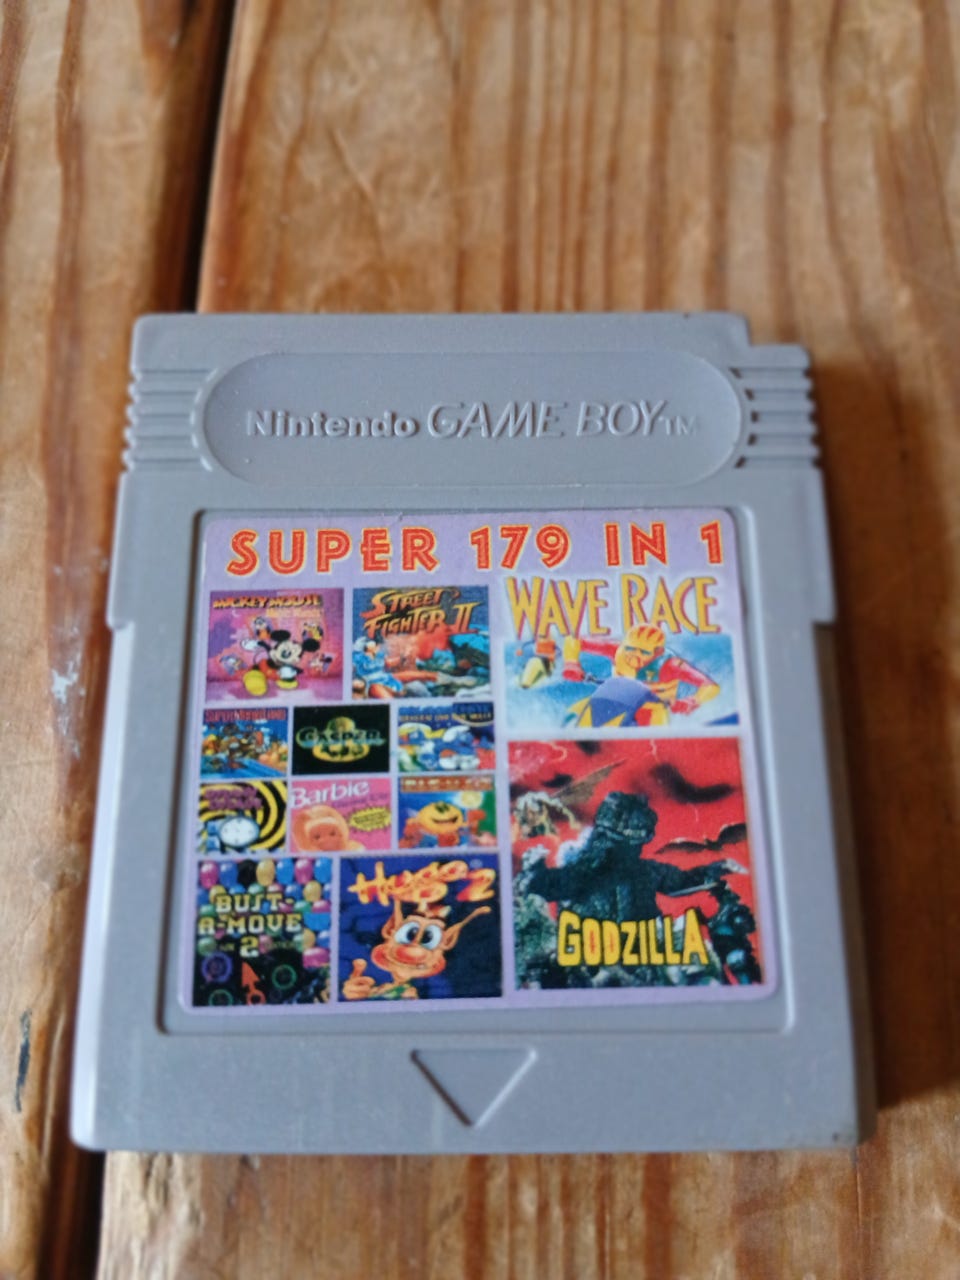 Nintendo GAME BOY TM
SUPER 179 IN 1
MICKEY MOUSE
STREET
FIGHTER II
WAVE RACE
CASPER
Barbie
BUST-
A-MOVE
2
Hugo 2
GODZILLA